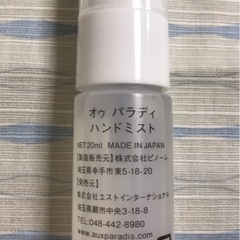 オゥ パラディ
ハンドミスト
NET20ml MADE IN JAPAN
【製造販売元】株式会社ピノーレ
埼玉県幸手市東5-18-20
【発売元】
株式会社エストインターナショナル
埼玉県蕨市中央3-18-8
TEL:048-442-8980
www.auxparadis.com